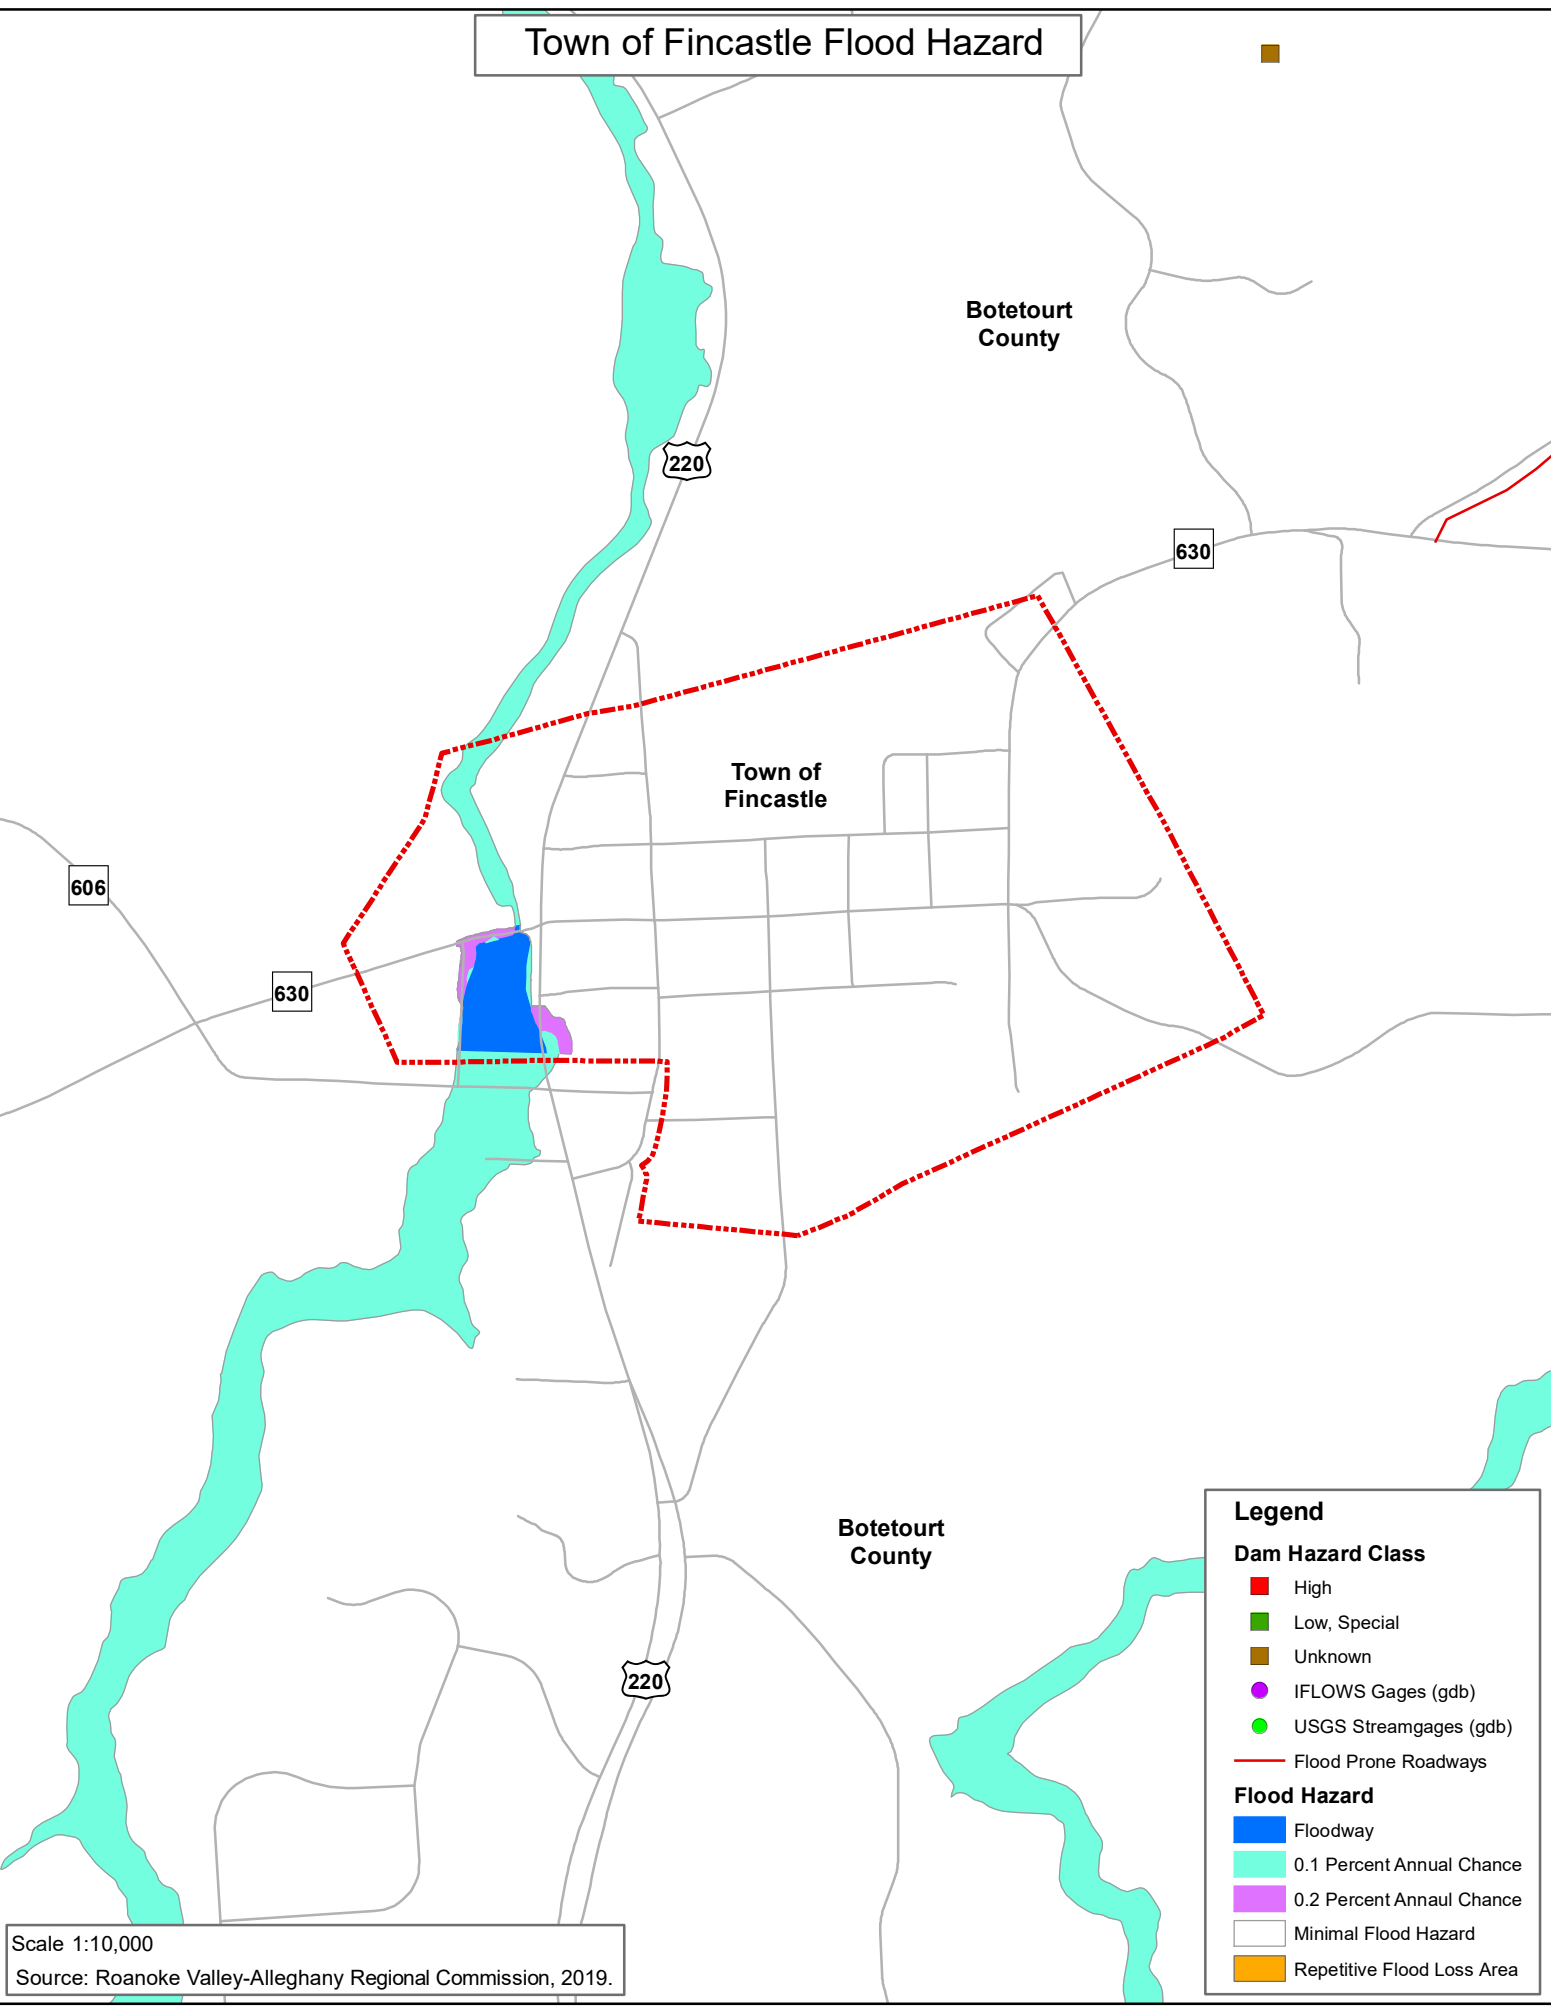 Town of Fincastle Flood Hazard
Botetourt
County
220
630
Town of
Fincastle
606
630
Botetourt
County
220
Legend
Dam Hazard Class
High
Low, Special
Unknown
IFLOWS Gages (gdb)
USGS Streamgages (gdb)
Flood Prone Roadways
Flood Hazard
Floodway
0.1 Percent Annual Chance
0.2 Percent Annaul Chance
Minimal Flood Hazard
Repetitive Flood Loss Area
Scale 1:10,000
Source: Roanoke Valley-Alleghany Regional Commission, 2019.